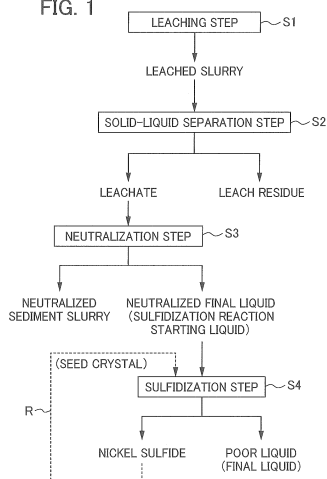 FIG. 1
LEACHING STEP
S1
LEACHED SLURRY
SOLID-LIQUID SEPARATION STEP
S2
LEACHATE
LEACH RESIDUE
NEUTRALIZATION STEP
S3
NEUTRALIZED
SEDIMENT SLURRY
NEUTRALIZED FINAL LIQUID
(SULFIDIZATION REACTION
STARTING LIQUID)
(SEED CRYSTAL)
SULFIDIZATION STEP
S4
R
NICKEL SULFIDE
POOR LIQUID
(FINAL LIQUID)